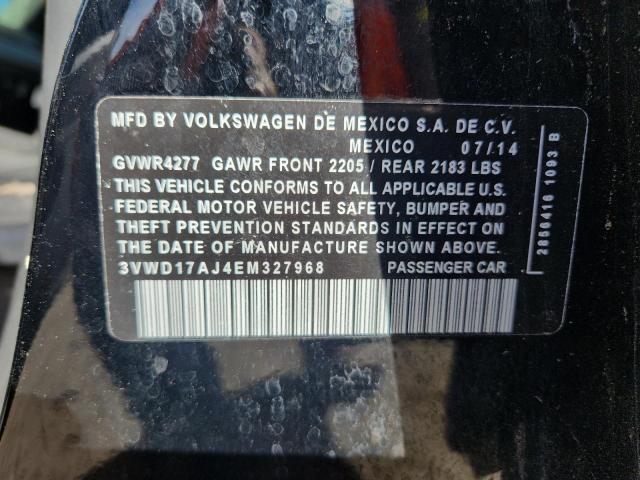 MFD BY VOLKSWAGEN DE MEXICO S.A. DE C.V.
MEXICO 07/14
GVWR4277 GAWR FRONT 2205 / REAR 2183 LBS
THIS VEHICLE CONFORMS TO ALL APPLICABLE U.S.
FEDERAL MOTOR VEHICLE SAFETY, BUMPER AND
THEFT PREVENTION STANDARDS IN EFFECT ON
THE DATE OF MANUFACTURE SHOWN ABOVE.
3VWD17AJ4EM327968 PASSENGER CAR
2866416 1093 B